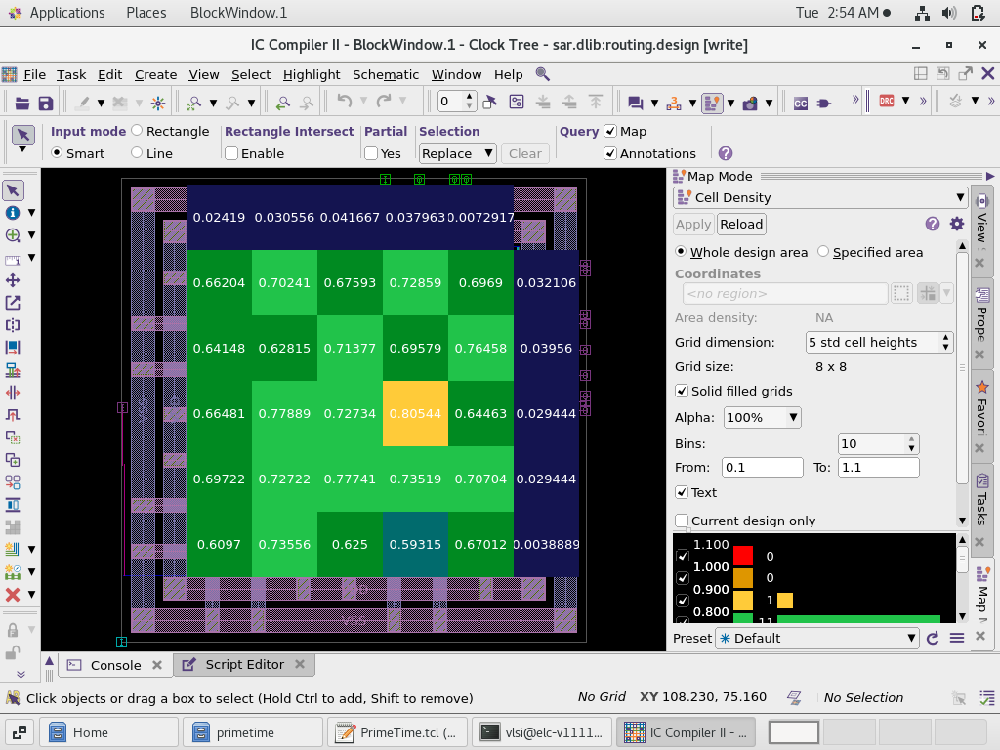 Applications Places BlockWindow.1 Tue 2:54 AM
IC Compiler II - BlockWindow.1 - Clock Tree - sar.dlib:routing.design [write]
File Task Edit Create View Select Highlight Schematic Window Help
0 CC DRC
Input mode Rectangle Rectangle Intersect Partial Selection Query Map
Smart Line Enable Yes Replace Clear Annotations
Map Mode
Cell Density
Apply Reload
Whole design area Specified area
Coordinates
<no region>
Area density: NA
Grid dimension: 5 std cell heights
Grid size: 8 x 8
Solid filled grids
Alpha: 100%
Bins: 10
From: 0.1 To: 1.1
Text
Current design only
1.100
0
1.000
0
0.900
1
0.800
11
Preset Default
View
Prope
Favori
Tasks
Map M
0.02419 0.030556 0.041667 0.037963 0.0072917
0.66204 0.70241 0.67593 0.72859 0.6969 0.032106
0.64148 0.62815 0.71377 0.69579 0.76458 0.03956
0.66481 0.77889 0.72734 0.80544 0.64463 0.029444
0.69722 0.72722 0.77741 0.73519 0.70704 0.029444
0.6097 0.73556 0.625 0.59315 0.67012 0.0038889
VSS
VSS
Console Script Editor
Click objects or drag a box to select (Hold Ctrl to add, Shift to remove) No Grid XY 108.230, 75.160 No Selection
Home primetime PrimeTime.tcl (... vlsi@elc-v1111... IC Compiler II - ...